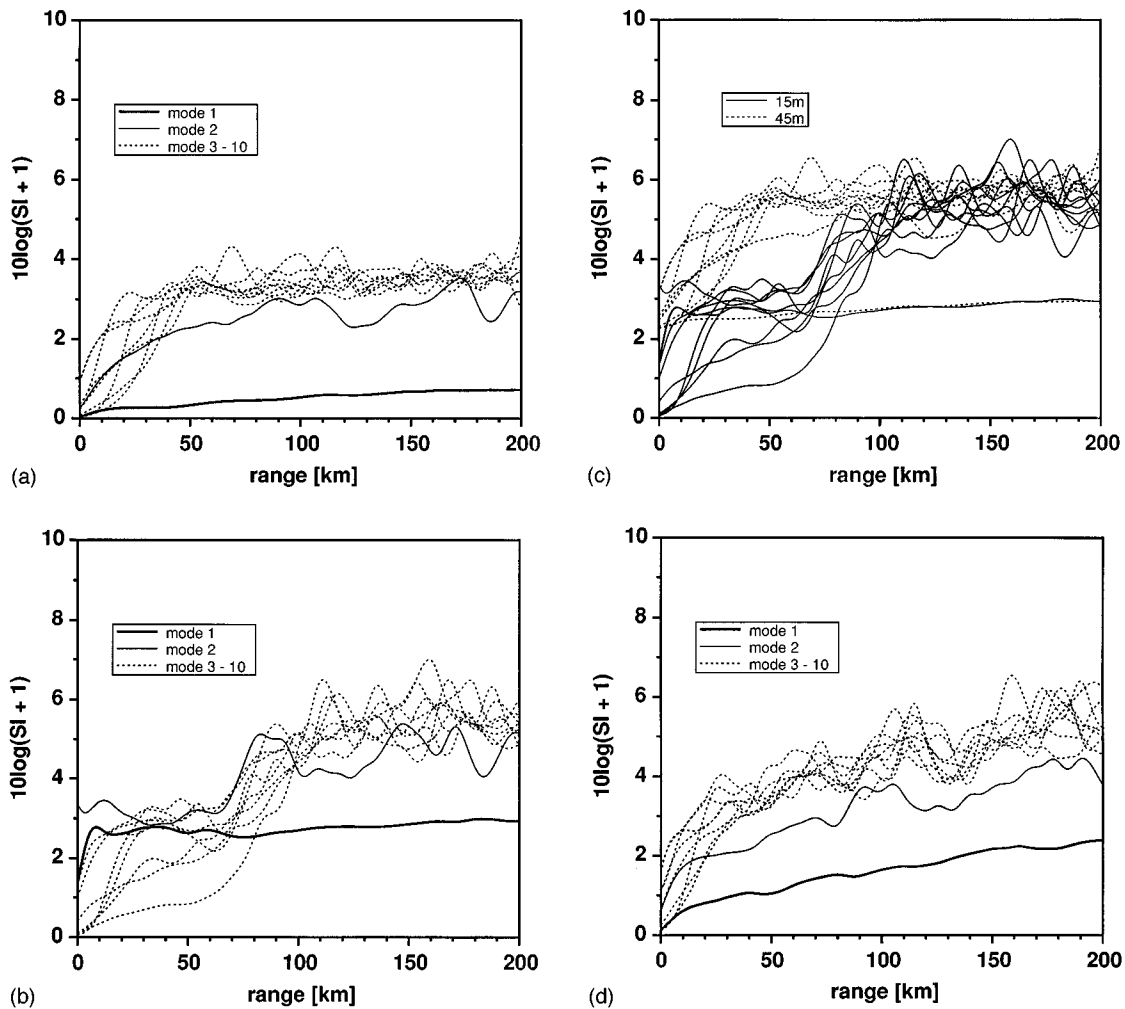 10
8
6
4
2
0
10log(SI + 1)
mode 1
mode 2
mode 3 - 10
0 50 100 150 200
range [km]
(a)
10
8
6
4
2
0
10log(SI + 1)
15m
45m
0 50 100 150 200
range [km]
(c)
10
8
6
4
2
0
10log(SI + 1)
mode 1
mode 2
mode 3 - 10
0 50 100 150 200
range [km]
(b)
10
8
6
4
2
0
10log(SI + 1)
mode 1
mode 2
mode 3 - 10
0 50 100 150 200
range [km]
(d)